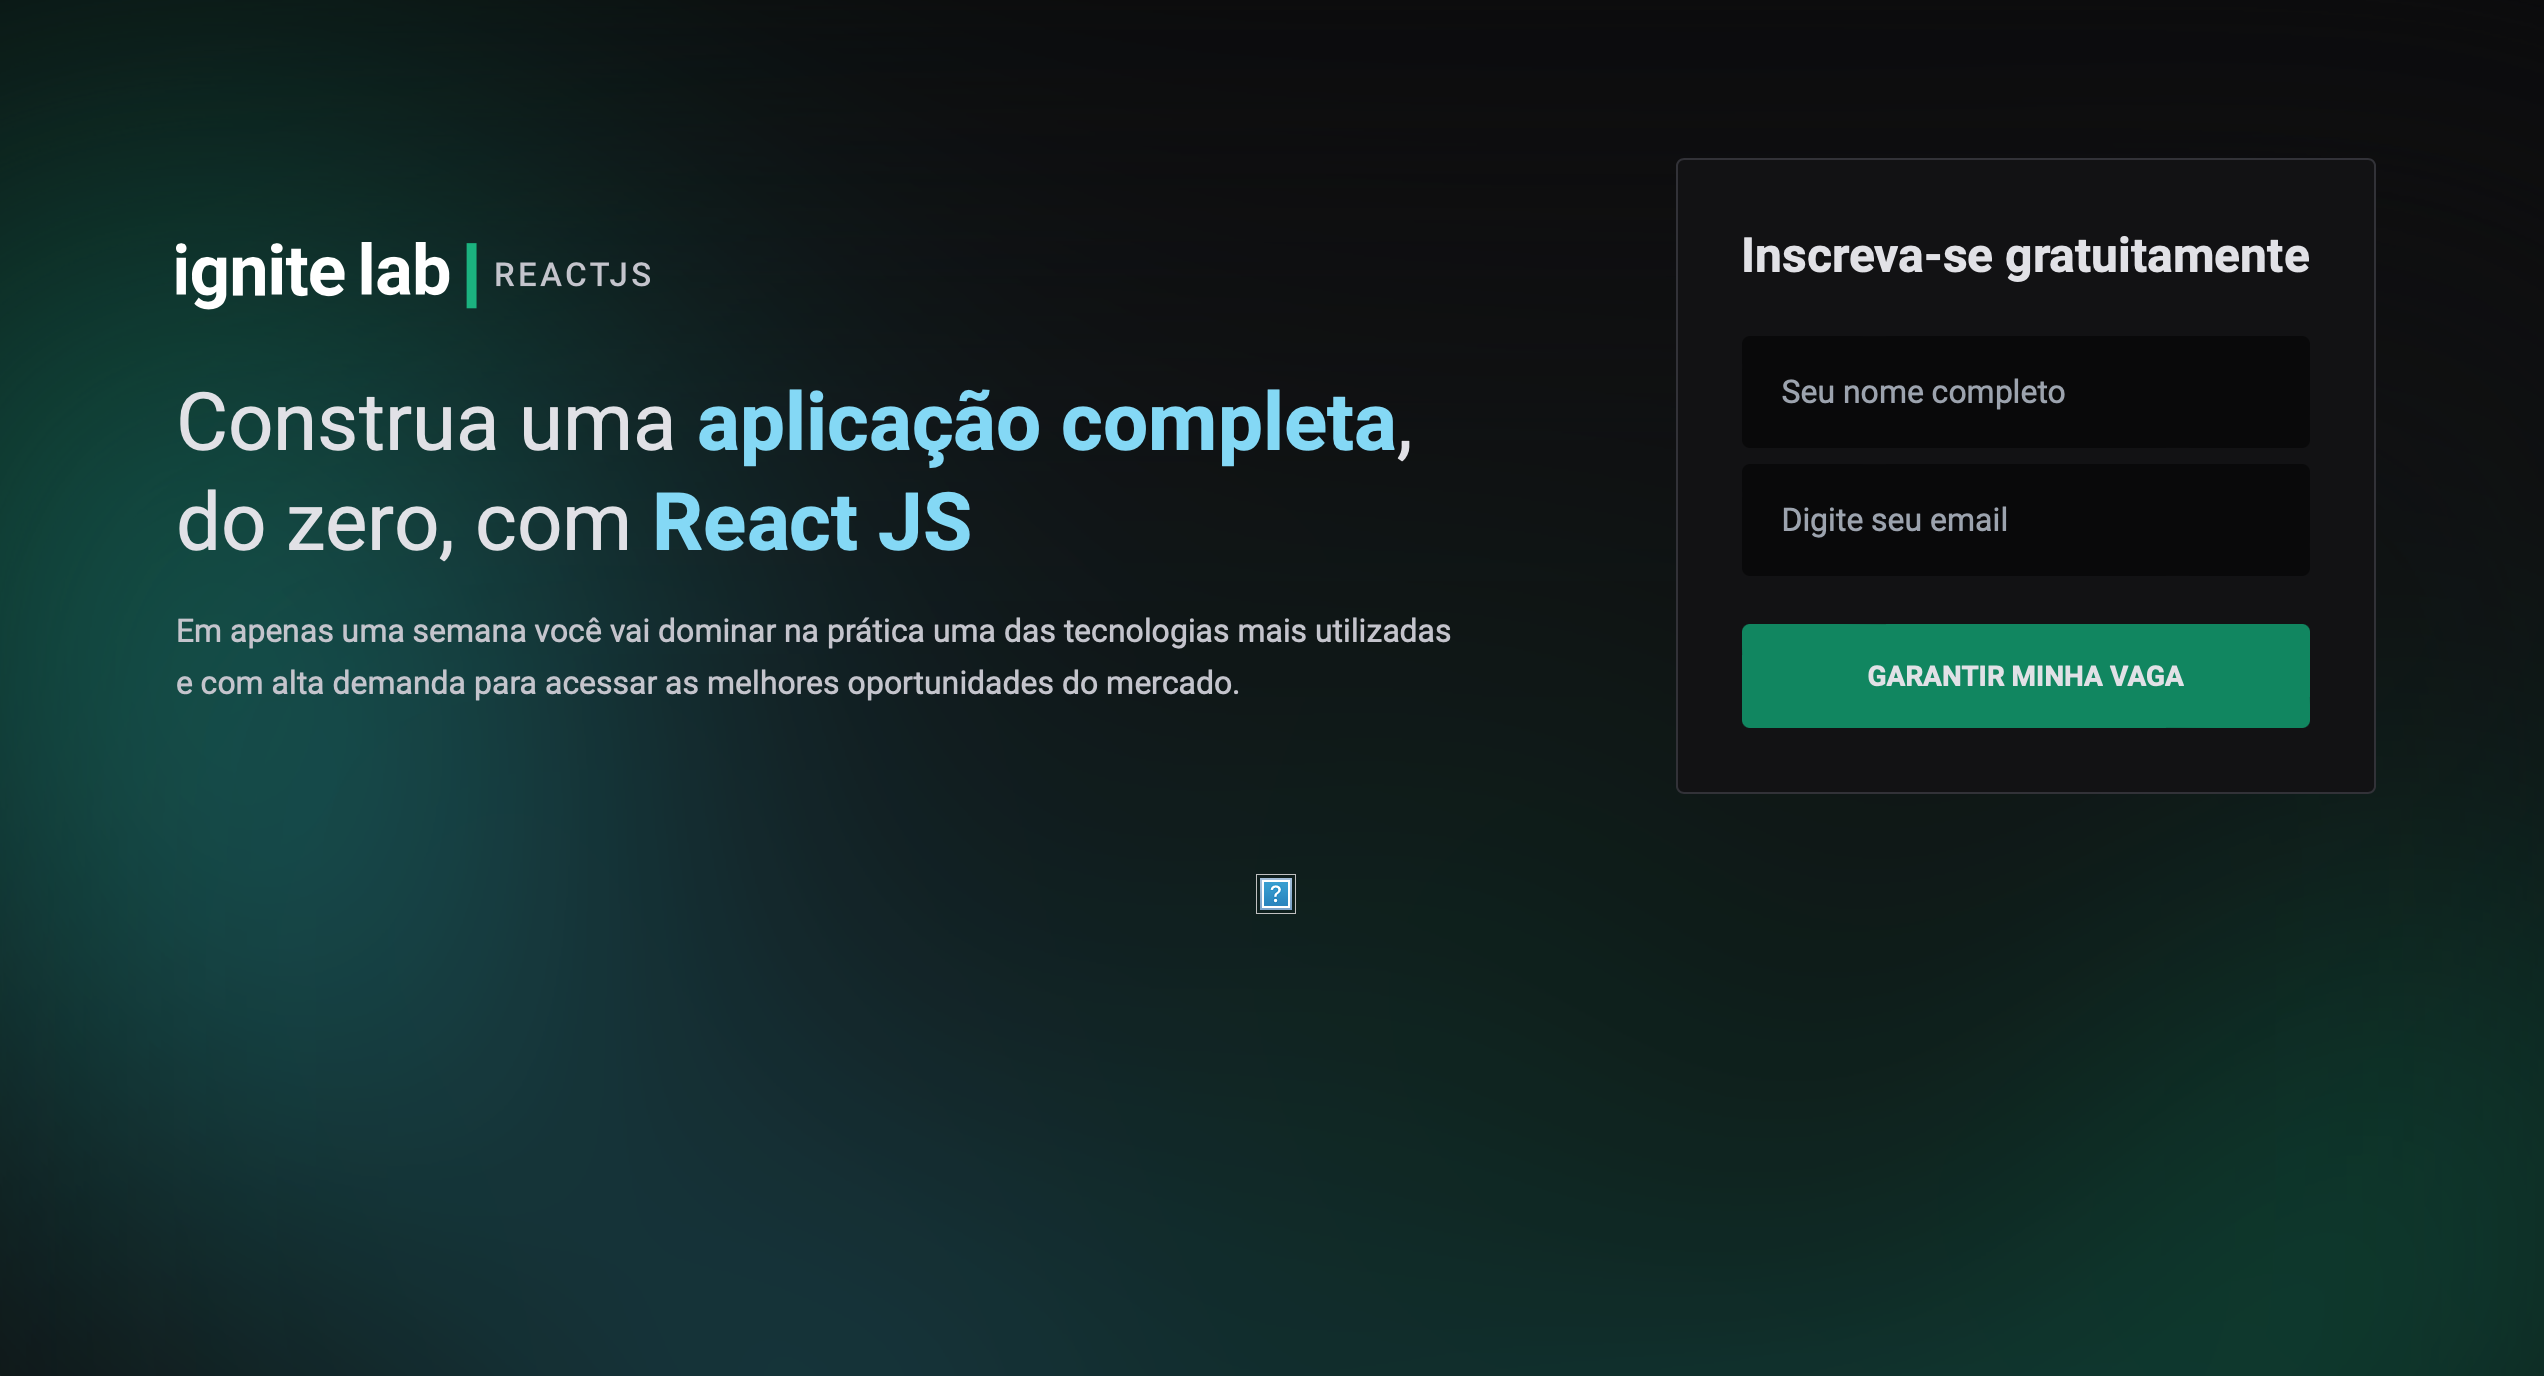 ignite lab | REACTJS
Construa uma aplicação completa,
do zero, com React JS
Em apenas uma semana você vai dominar na prática uma das tecnologias mais utilizadas
e com alta demanda para acessar as melhores oportunidades do mercado.
Inscreva-se gratuitamente
Seu nome completo
Digite seu email
GARANTIR MINHA VAGA
?